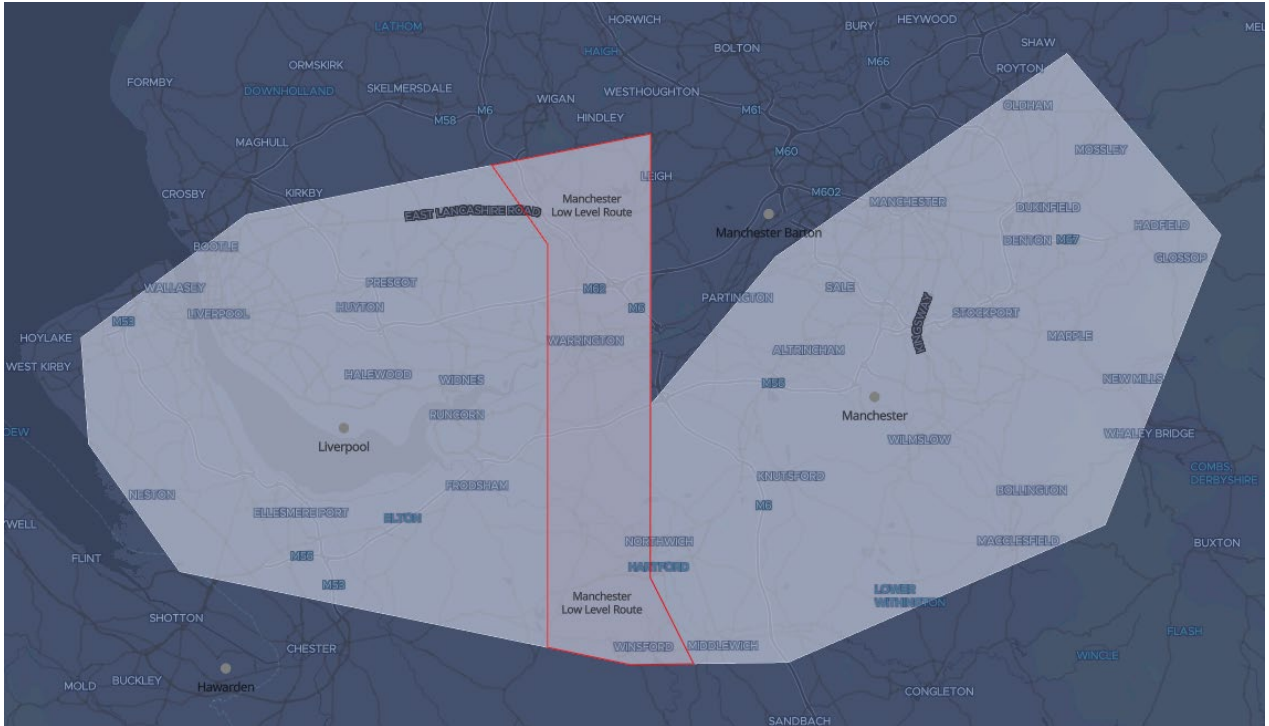 HORWICH
BURY
HEYWOOD
LATHOM
SHAW
MEL
HAIGH
BOLTON
ORMSKIRK
M66
ROYTON
FORMBY
DOWNHOLLAND
SKELMERSDALE
WIGAN
WESTHOUGHTON
M6
M61
OLDHAM
M58
HINDLEY
MAGHULL
M60
MOSSLEY
LEIGH
CROSBY
KIRKBY
M602
Manchester
Low Level Route
MANCHESTER
DUKINFIELD
EAST LANCASHIRE ROAD
Manchester Barton
HADFIELD
BOOTLE
DENTON
M67
GLOSSOP
PRESCOT
WALLASEY
M62
SALE
PARTINGTON
HUYTON
M6
LIVERPOOL
STOCKPORT
M53
KINGSWAY
HOYLAKE
WARRINGTON
MARPLE
ALTRINCHAM
WEST KIRBY
HALEWOOD
WIDNES
M56
NEW MILLS
RUNCORN
Manchester
DEW
Liverpool
WILMSLOW
WHALEY BRIDGE
COMBS,
DERBYSHIRE
KNUTSFORD
FRODSHAM
NESTON
BOLLINGTON
M6
ELLESMERE PORT
ELTON
YWELL
NORTHWICH
MACCLESFIELD
BUXTON
FLINT
M56
HARTFORD
M53
LOWER
WITHINGTON
Manchester
Low Level Route
SHOTTON
FLASH
CHESTER
WINSFORD
MIDDLEWICH
WINCLE
BUCKLEY
MOLD
Hawarden
CONGLETON
SANDBACH